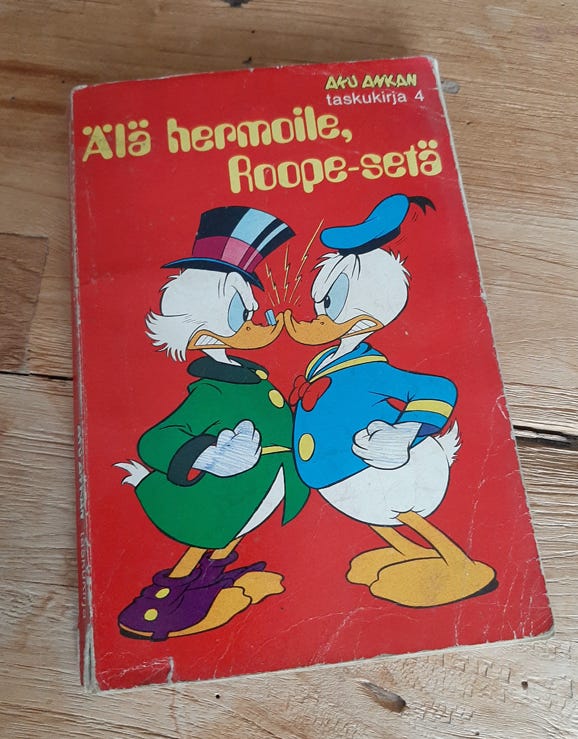 AKU ANKAN
taskukirja 4
Älä hermoile,
Roope-setä